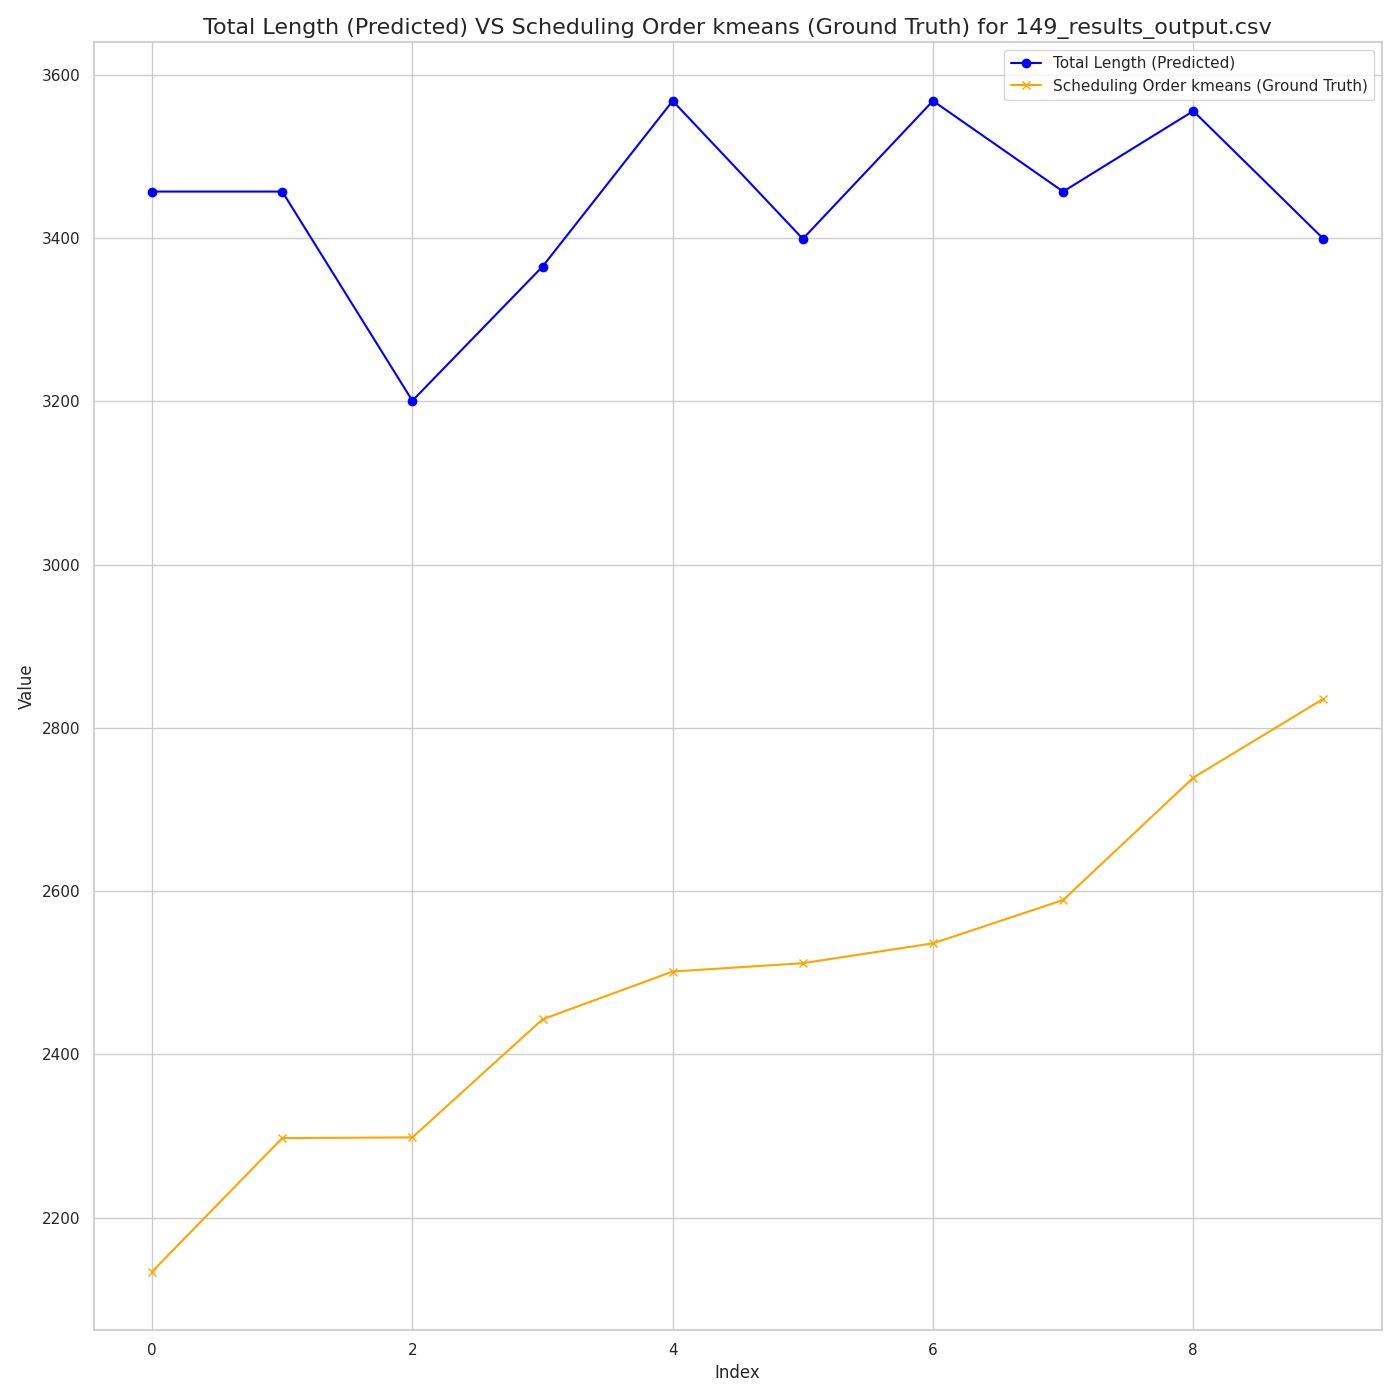 Total Length (Predicted) VS Scheduling Order kmeans (Ground Truth) for 149_results_output.csv
Total Length (Predicted)
Scheduling Order kmeans (Ground Truth)
3600
3400
3200
3000
2800
2600
2400
2200
Value
0 2 4 6 8
Index